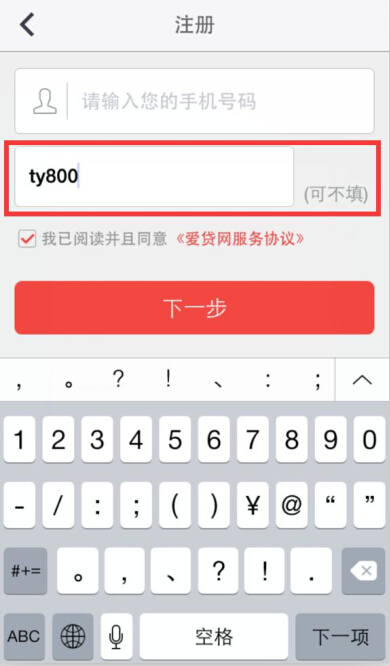 注册
请输入您的手机号码
ty800
(可不填)
我已阅读并且同意《爱贷网服务协议》
下一步
， 。 ? ! 、 : ;
1 2 3 4 5 6 7 8 9 0
- / : ; ( ) ¥ @ “ ”
#+= 。 , 、 ? ! .
ABC 空格 下一项